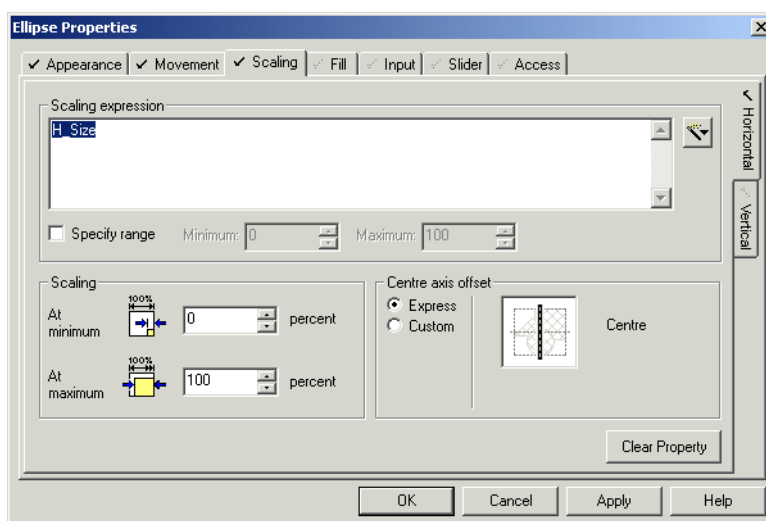 Ellipse Properties
Appearance Movement Scaling Fill Input Slider Access
Scaling expression
H_Size
Horizontal
Vertical
Specify range Minimum: 0 Maximum: 100
Scaling
100%
At minimum 0 percent
100%
At maximum 100 percent
Centre axis offset
Express
Custom
Centre
Clear Property
OK Cancel Apply Help